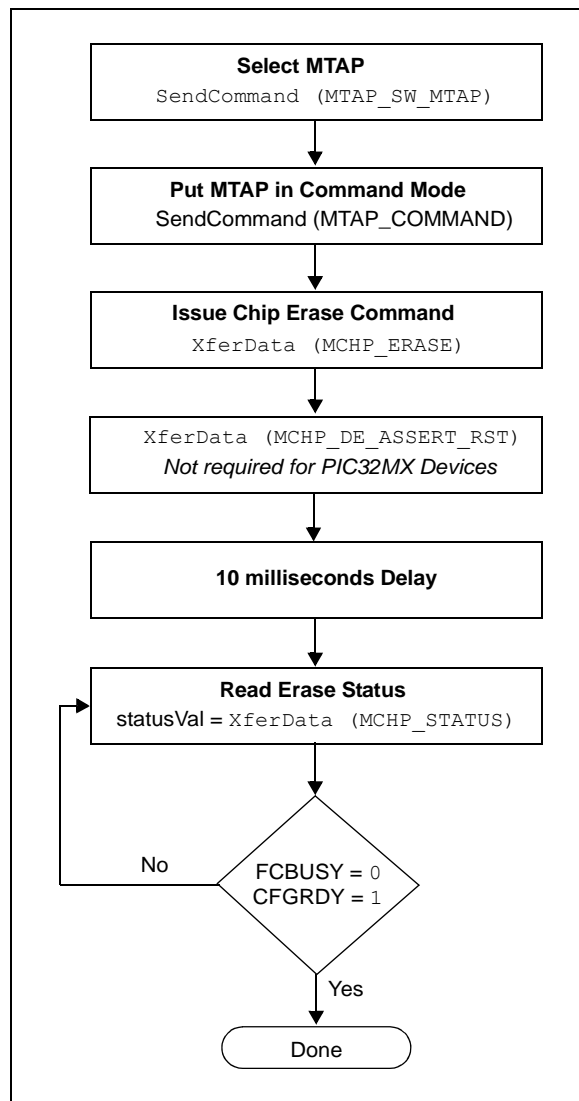 Select MTAP
SendCommand (MTAP_SW_MTAP)
Put MTAP in Command Mode
SendCommand (MTAP_COMMAND)
Issue Chip Erase Command
XferData (MCHP_ERASE)
XferData (MCHP_DE_ASSERT_RST)
Not required for PIC32MX Devices
10 milliseconds Delay
Read Erase Status
statusVal = XferData (MCHP_STATUS)
No
FCBUSY = 0
CFGRDY = 1
Yes
Done